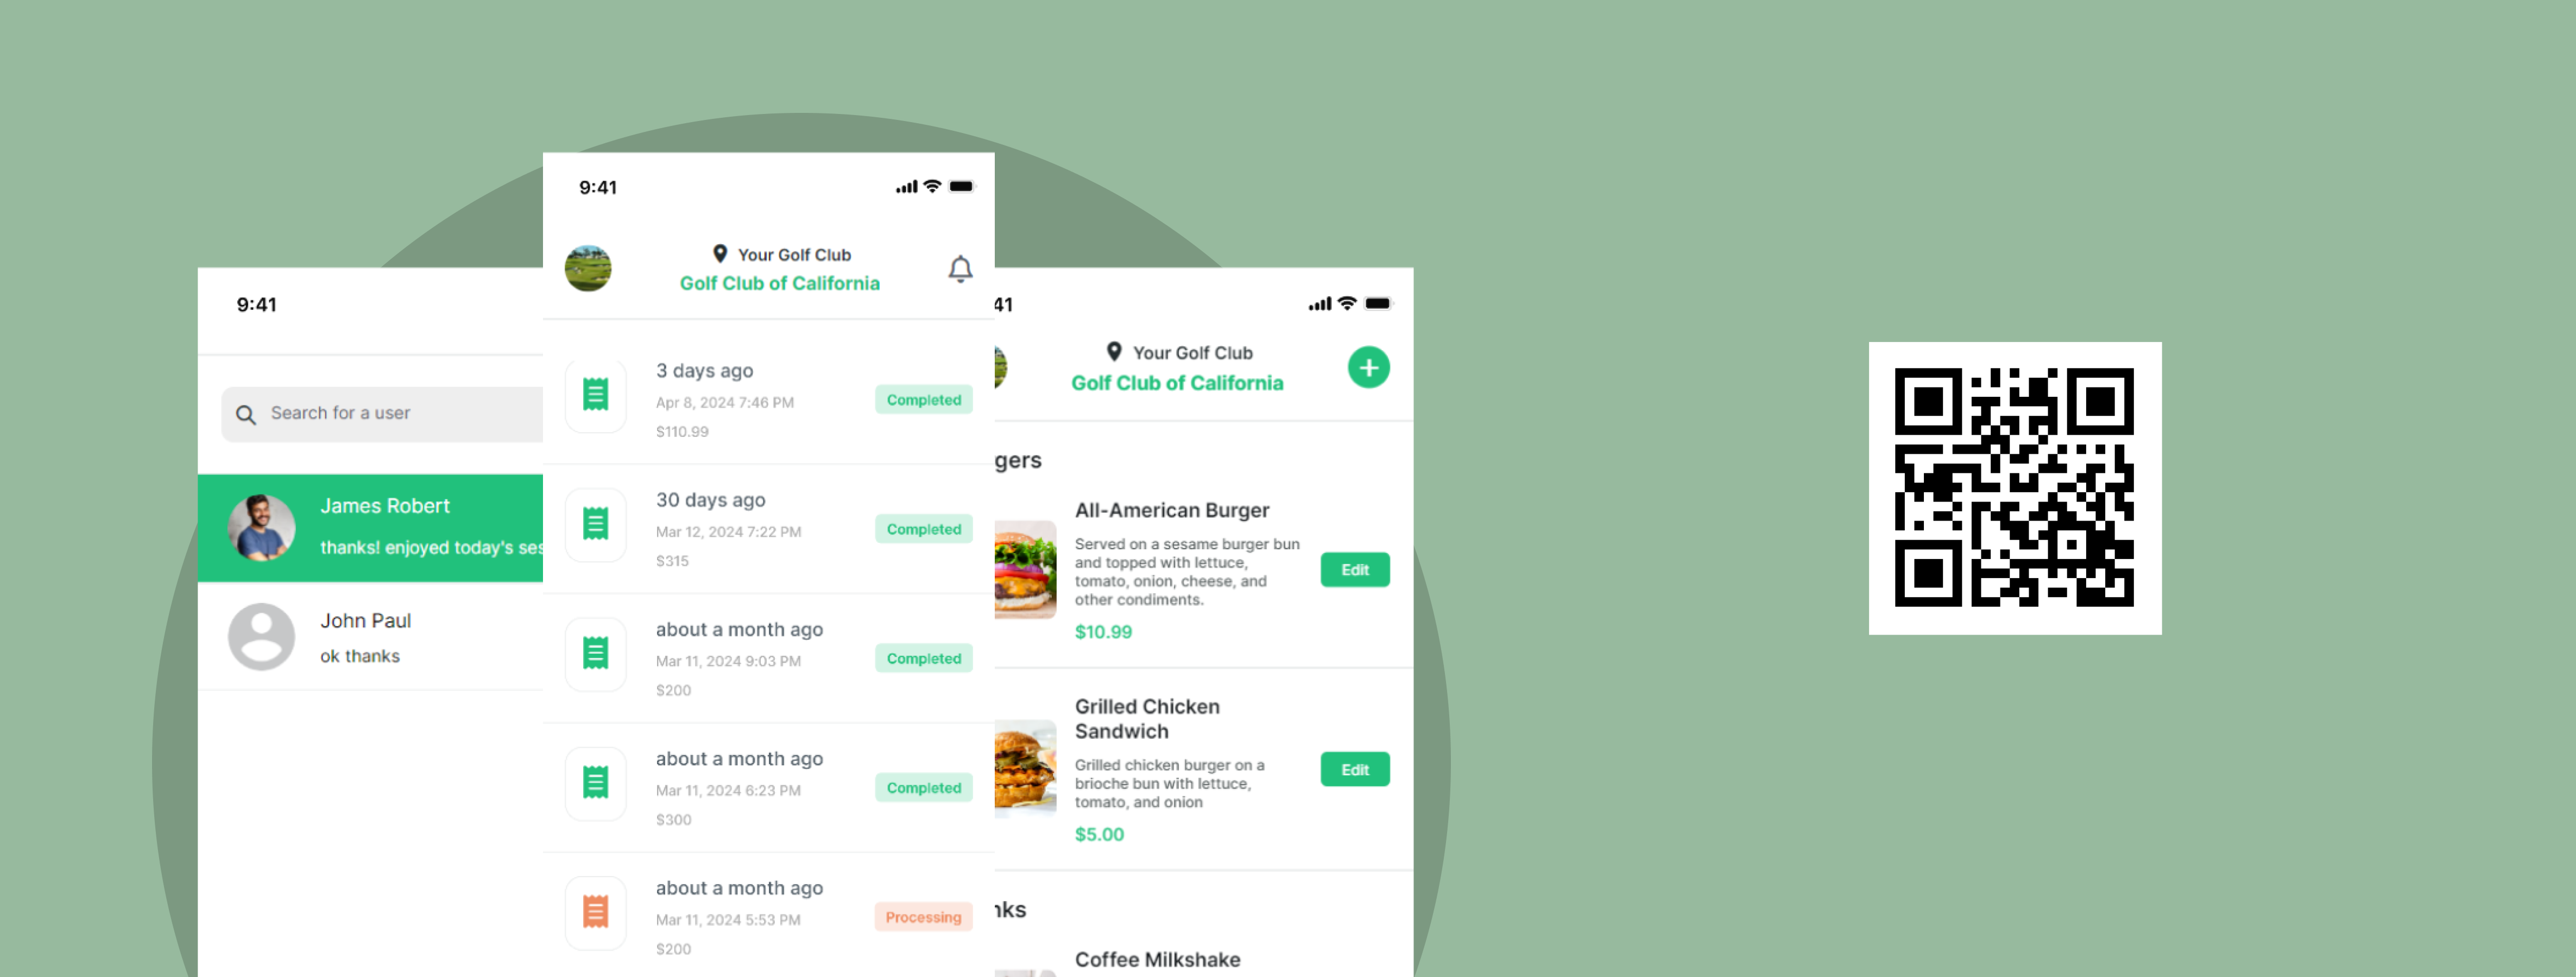 9:41
Search for a user
James Robert
thanks! enjoyed today's ses
John Paul
ok thanks
9:41
Your Golf Club
Golf Club of California
3 days ago
Apr 8, 2024 7:46 PM
$110.99
Completed
30 days ago
Mar 12, 2024 7:22 PM
$315
Completed
about a month ago
Mar 11, 2024 9:03 PM
$200
Completed
about a month ago
Mar 11, 2024 6:23 PM
$300
Completed
about a month ago
Mar 11, 2024 5:53 PM
$200
Processing
41
Your Golf Club
Golf Club of California
gers
All-American Burger
Served on a sesame burger bun
and topped with lettuce,
tomato, onion, cheese, and
other condiments.
$10.99
Edit
Grilled Chicken
Sandwich
Grilled chicken burger on a
brioche bun with lettuce,
tomato, and onion
$5.00
Edit
nks
Coffee Milkshake